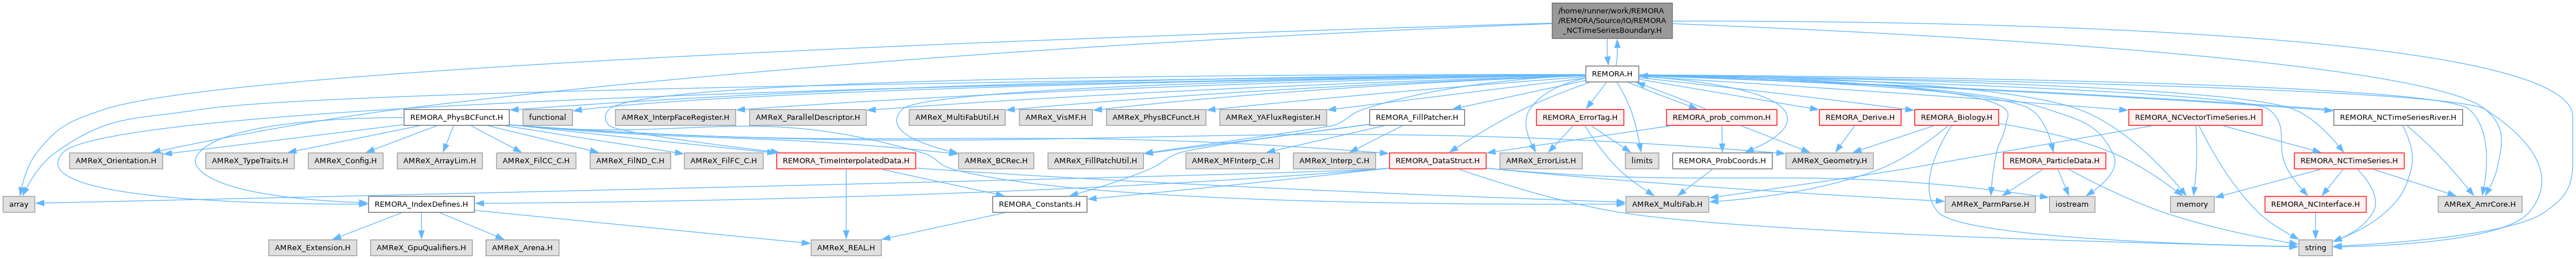 /home/runner/work/REMORA
/REMORA/Source/IO/REMORA
_NCTimeSeriesBoundary.H
REMORA.H
REMORA_PhysBCFunct.H
functional
AMReX_InterpFaceRegister.H
AMReX_ParallelDescriptor.H
AMReX_MultiFabUtil.H
AMReX_VisMF.H
AMReX_PhysBCFunct.H
AMReX_YAFluxRegister.H
REMORA_FillPatcher.H
REMORA_ErrorTag.H
REMORA_prob_common.H
REMORA_Derive.H
REMORA_Biology.H
REMORA_NCVectorTimeSeries.H
REMORA_NCTimeSeriesRiver.H
AMReX_Orientation.H
AMReX_TypeTraits.H
AMReX_Config.H
AMReX_ArrayLim.H
AMReX_FilCC_C.H
AMReX_FilND_C.H
AMReX_FilFC_C.H
REMORA_TimeInterpolatedData.H
AMReX_BCRec.H
AMReX_FillPatchUtil.H
AMReX_MFInterp_C.H
AMReX_Interp_C.H
REMORA_DataStruct.H
AMReX_ErrorList.H
limits
REMORA_ProbCoords.H
AMReX_Geometry.H
REMORA_ParticleData.H
REMORA_NCTimeSeries.H
array
REMORA_IndexDefines.H
REMORA_Constants.H
AMReX_MultiFab.H
AMReX_ParmParse.H
iostream
memory
REMORA_NCInterface.H
AMReX_AmrCore.H
AMReX_Extension.H
AMReX_GpuQualifiers.H
AMReX_Arena.H
AMReX_REAL.H
string